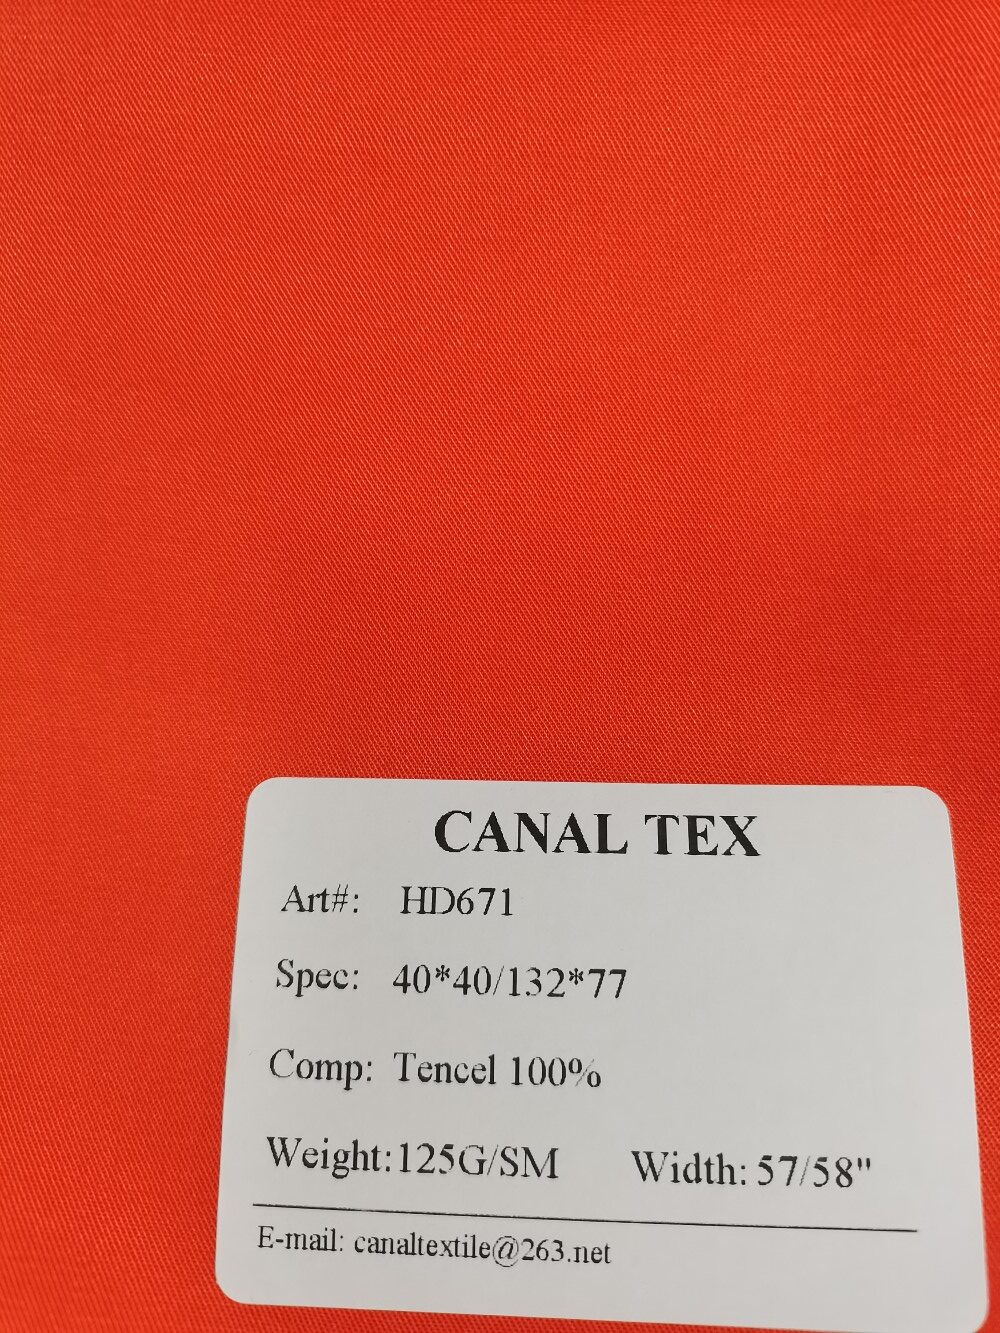 CANAL TEX
Art#: HD671
Spec: 40*40/132*77
Comp: Tencel 100%
Weight:125G/SM Width: 57/58"
E-mail: canaltextile@263.net